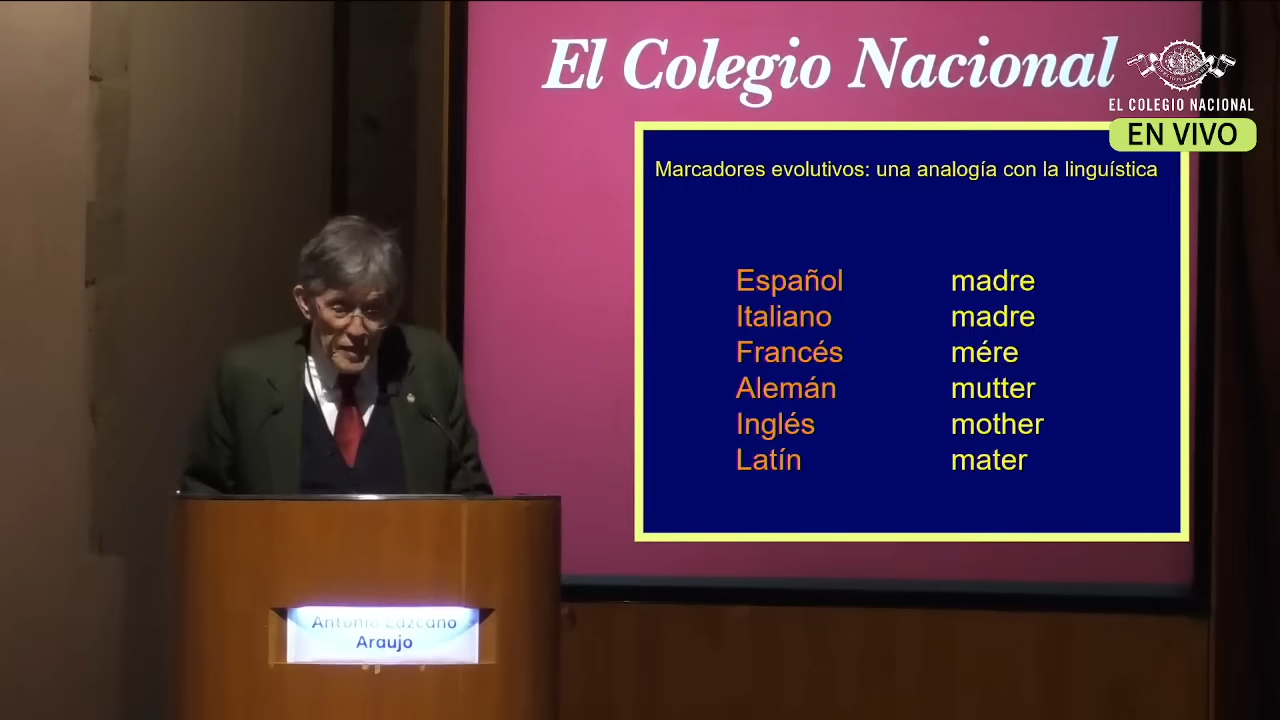 El Colegio Nacional
EL COLEGIO NACIONAL
EN VIVO
Marcadores evolutivos: una analogía con la linguística
Español madre
Italiano madre
Francés mére
Alemán mutter
Inglés mother
Latín mater
Antonio Lazcano
Araujo